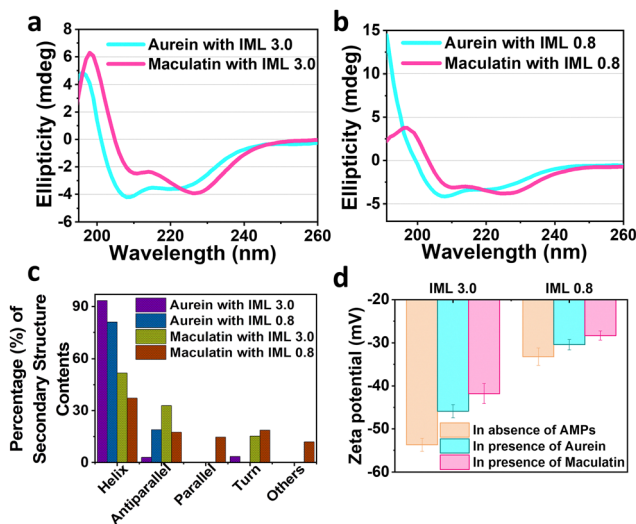 a
Aurein with IML 3.0
Maculatin with IML 3.0
Ellipticity (mdeg)
8
6
4
2
0
-2
-4
-6
200 220 240 260
Wavelength (nm)
b
Aurein with IML 0.8
Maculatin with IML 0.8
Ellipticity (mdeg)
15
10
5
0
-5
200 220 240 260
Wavelength (nm)
c
Aurein with IML 3.0
Aurein with IML 0.8
Maculatin with IML 3.0
Maculatin with IML 0.8
Percentage (%) of
Secondary Structure
Contents
90
60
30
0
Helix
Antiparallel
Parallel
Turn
Others
d
IML 3.0 IML 0.8
Zeta potential (mV)
-20
-30
-40
-50
-60
In absence of AMPs
In presence of Aurein
In presence of Maculatin